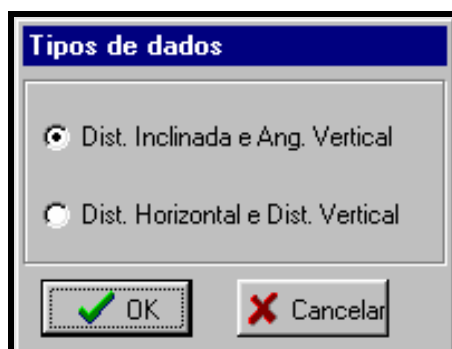 Tipos de dados
Dist. Inclinada e Ang. Vertical
Dist. Horizontal e Dist. Vertical
OK
Cancelar